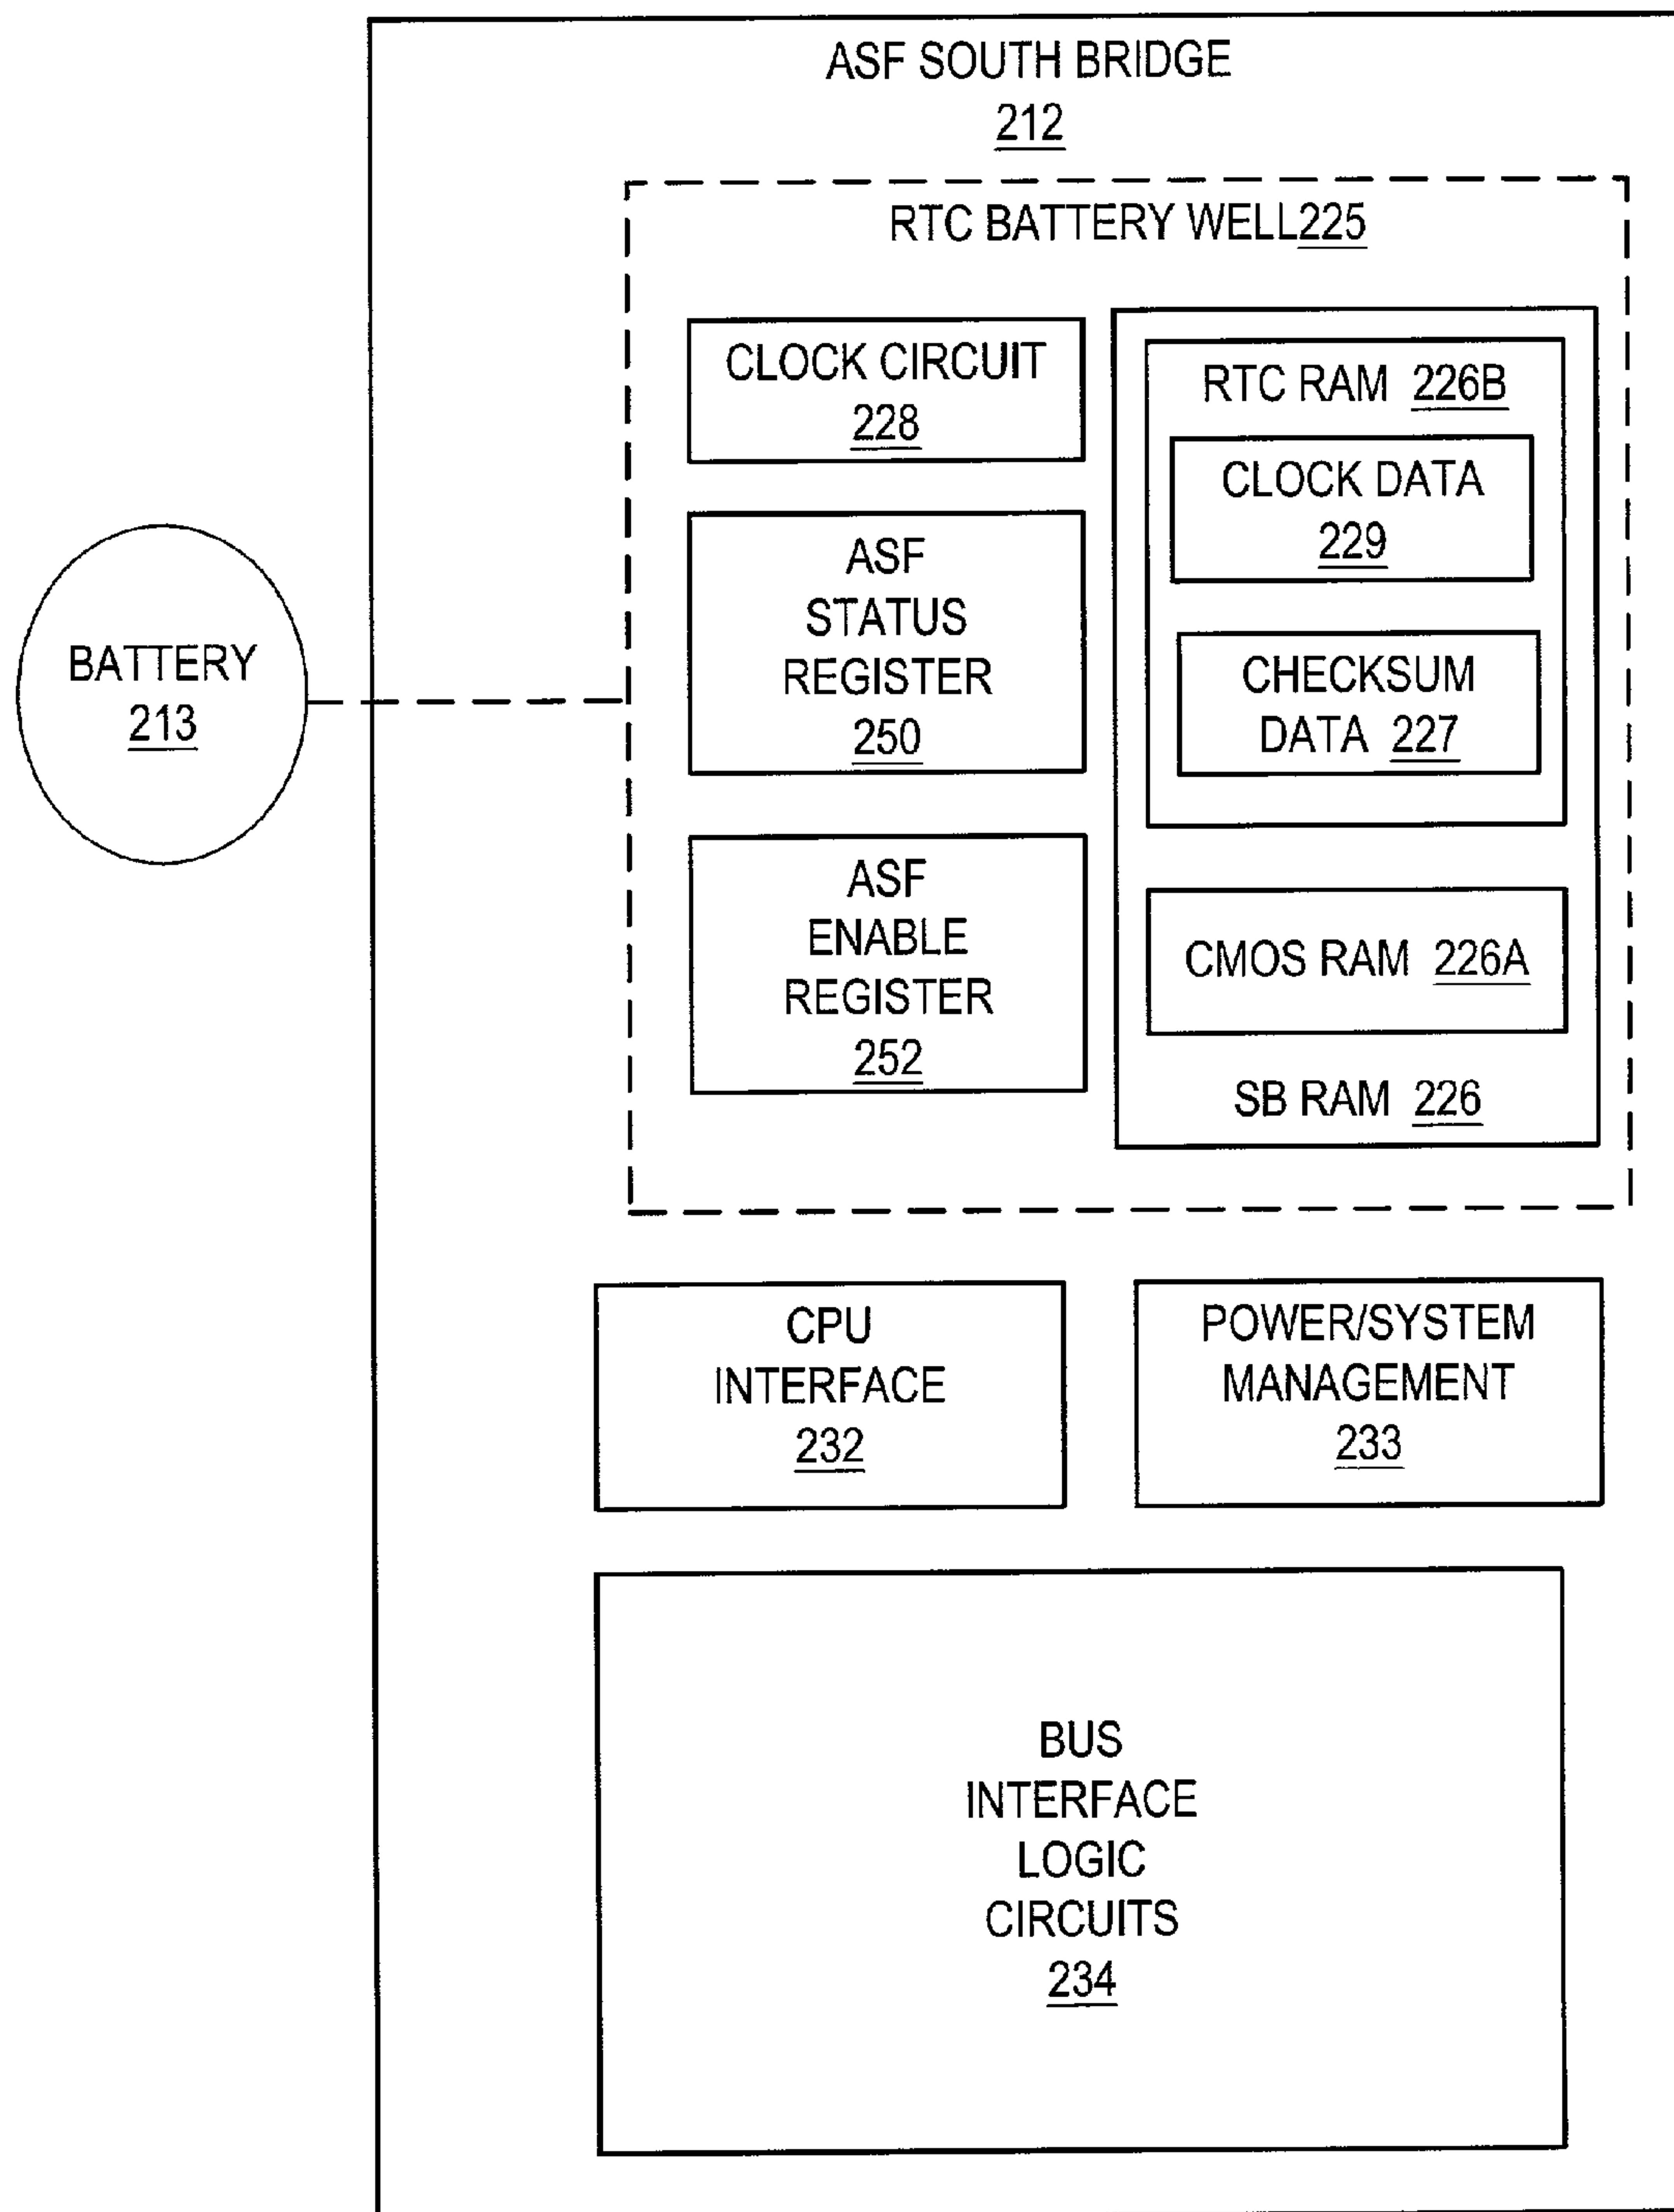 ASF SOUTH BRIDGE
212
RTC BATTERY WELL225
CLOCK CIRCUIT
228
RTC RAM 226B
CLOCK DATA
229
ASF
STATUS
REGISTER
250
CHECKSUM
DATA 227
BATTERY
213
ASF
ENABLE
REGISTER
252
CMOS RAM 226A
SB RAM 226
CPU
INTERFACE
232
POWER/SYSTEM
MANAGEMENT
233
BUS
INTERFACE
LOGIC
CIRCUITS
234